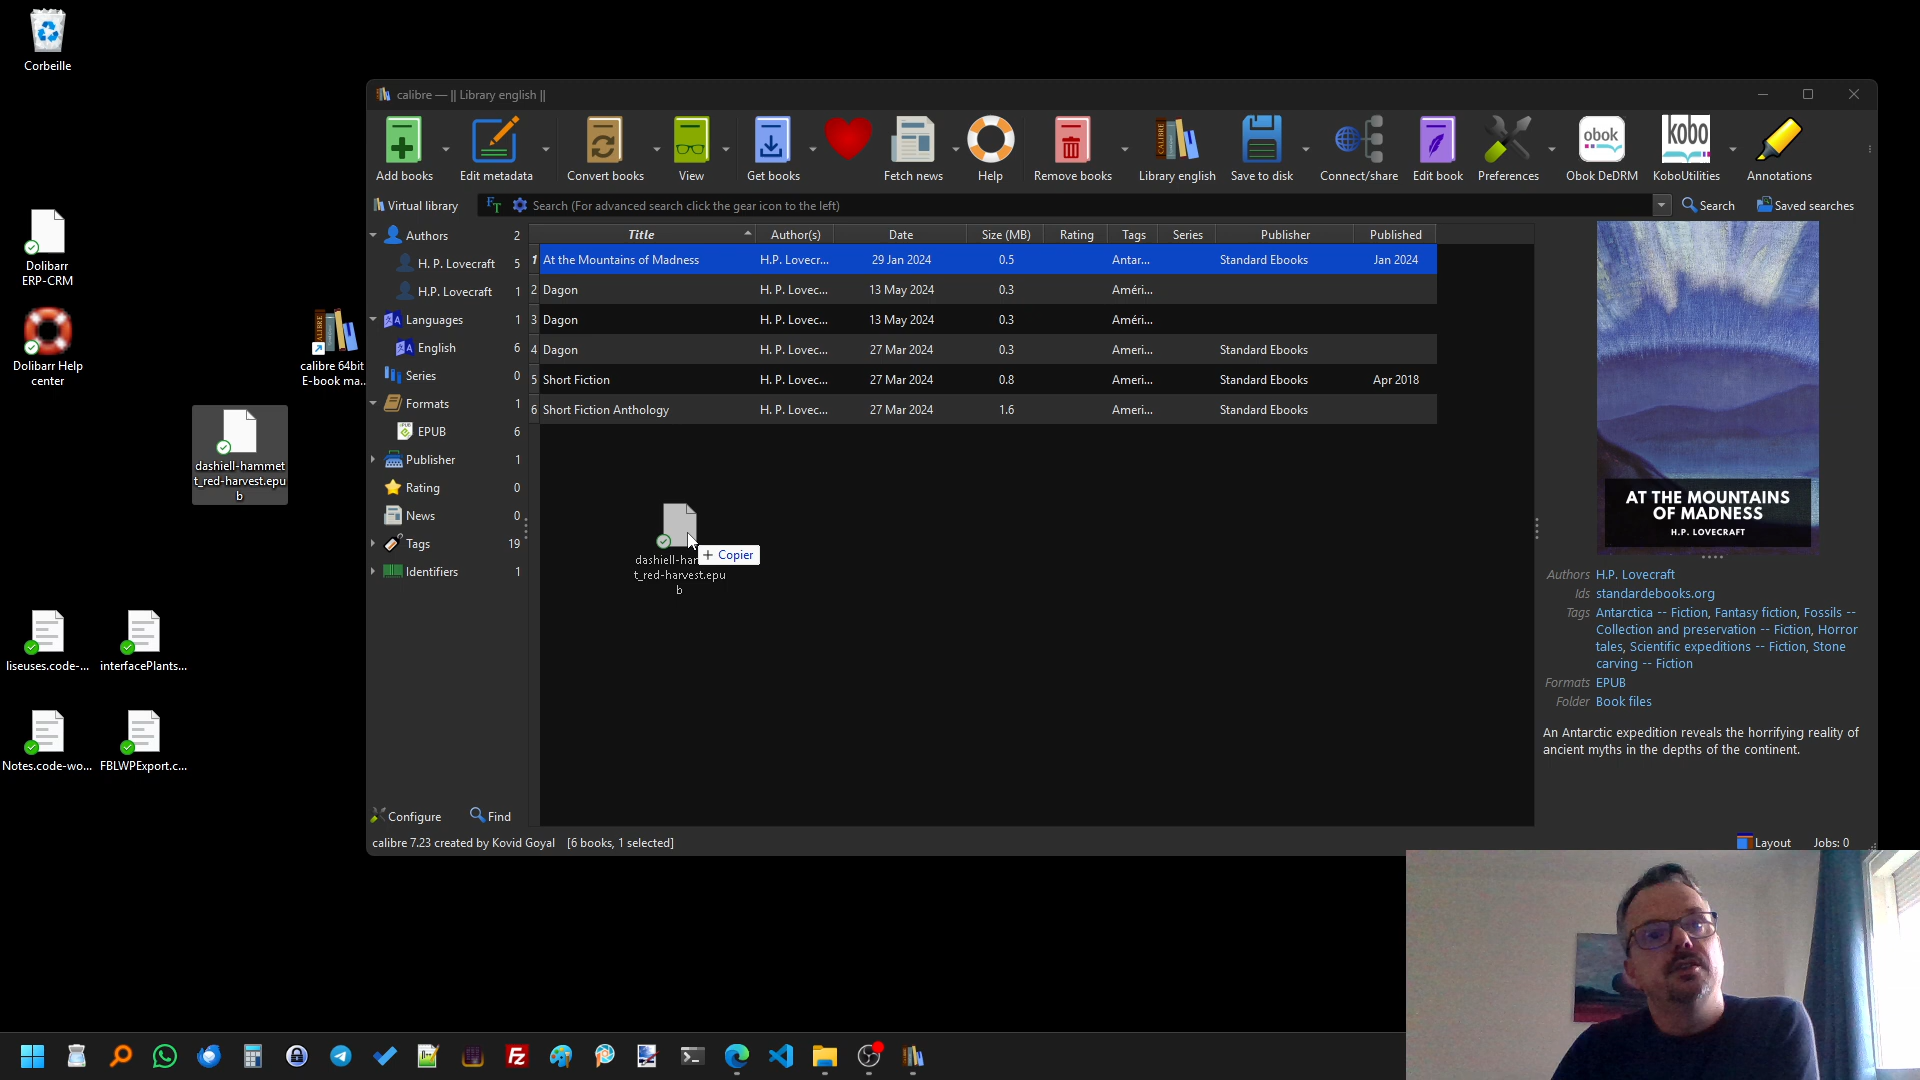 Corbeille
Dolibarr
ERP-CRM
Dolibarr Help
center
calibre 64bit
E-book ma...
dashiell-hammet
t_red-harvest.epu
b
liseuses.code-...
interfacePlants...
Notes.code-wo...
FBLWPExport.c...
calibre — || Library english ||
Add books
Edit metadata
Convert books
View
Get books
Fetch news
Help
Remove books
CALIBRE
Library english
Save to disk
Connect/share
Edit book
Preferences
obok
Obok DeDRM
kobo
KoboUtilities
Annotations
Virtual library
FT
Search (For advanced search click the gear icon to the left)
Search
Saved searches
Authors 2
H. P. Lovecraft 5
H.P. Lovecraft 1
Languages 1
English 6
Series 0
Formats 1
EPUB 6
Publisher 1
Rating 0
News 0
Tags 19
Identifiers 1
Configure
Find
Title Author(s) Date Size (MB) Rating Tags Series Publisher Published
1 At the Mountains of Madness H.P. Lovecr... 29 Jan 2024 0.5 Antar... Standard Ebooks Jan 2024
2 Dagon H. P. Lovec... 13 May 2024 0.3 Améri...
3 Dagon H. P. Lovec... 13 May 2024 0.3 Améri...
4 Dagon H. P. Lovec... 27 Mar 2024 0.3 Ameri... Standard Ebooks
5 Short Fiction H. P. Lovec... 27 Mar 2024 0.8 Ameri... Standard Ebooks Apr 2018
6 Short Fiction Anthology H. P. Lovec... 27 Mar 2024 1.6 Ameri... Standard Ebooks
dashiell-har
+ Copier
t_red-harvest.epu
b
AT THE MOUNTAINS
OF MADNESS
H.P. LOVECRAFT
Authors H.P. Lovecraft
Ids standardebooks.org
Tags Antarctica -- Fiction, Fantasy fiction, Fossils --
Collection and preservation -- Fiction, Horror
tales, Scientific expeditions -- Fiction, Stone
carving -- Fiction
Formats EPUB
Folder Book files
An Antarctic expedition reveals the horrifying reality of
ancient myths in the depths of the continent.
calibre 7.23 created by Kovid Goyal [6 books, 1 selected]
Layout
Jobs: 0
FZ